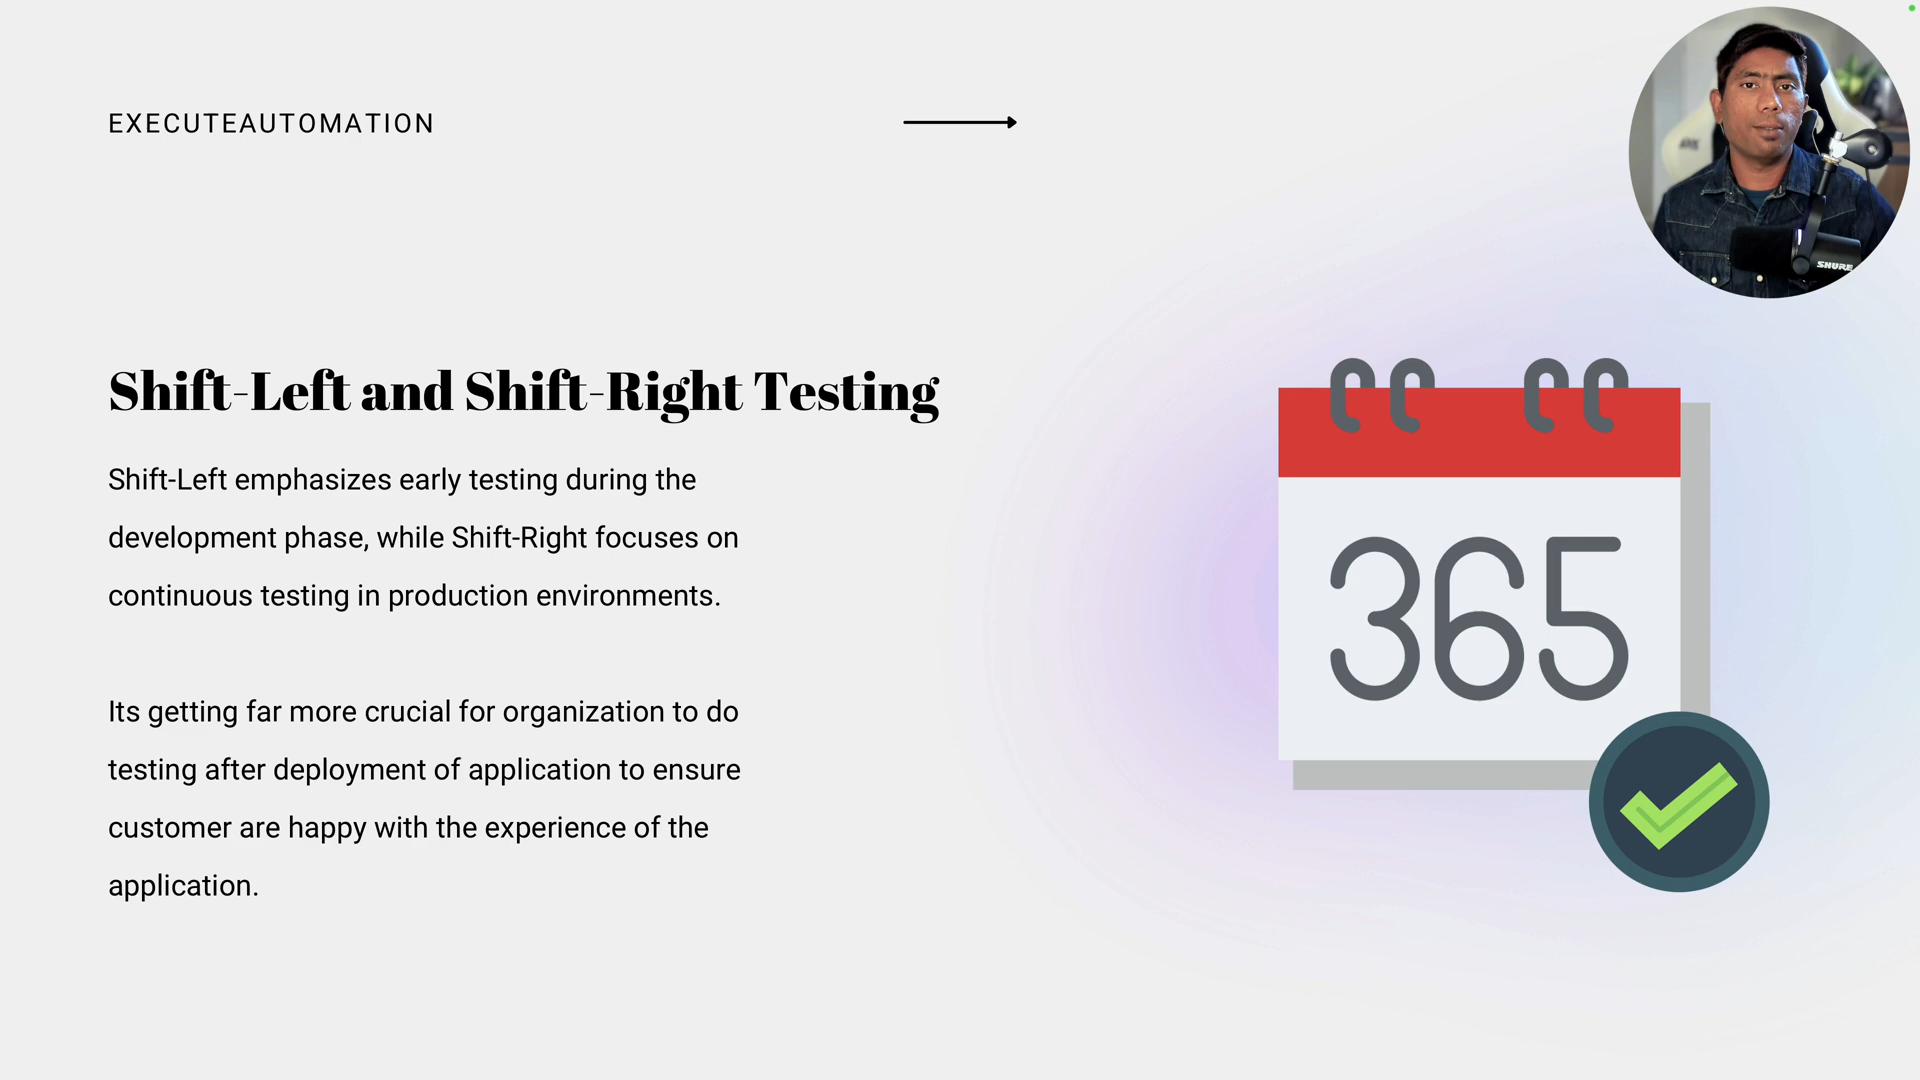 EXECUTEAUTOMATION
Shift-Left and Shift-Right Testing
Shift-Left emphasizes early testing during the
development phase, while Shift-Right focuses on
continuous testing in production environments.
Its getting far more crucial for organization to do
testing after deployment of application to ensure
customer are happy with the experience of the
application.
365
SHURE